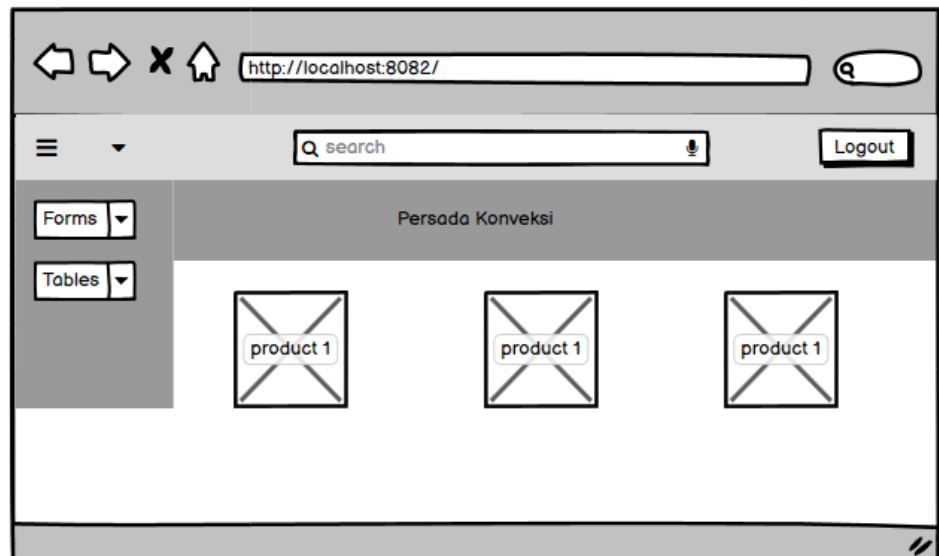 http://localhost:8082/
search
Logout
Forms
Persada Konveksi
Tables
product 1
product 1
product 1